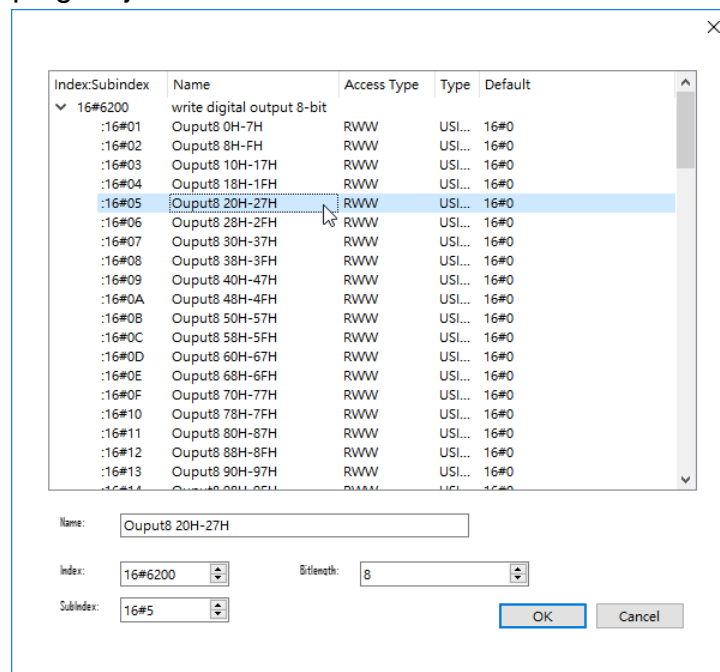 Index:Subindex Name Access Type Type Default
16#6200 write digital output 8-bit
:16#01 Ouput8 0H-7H RWW USI... 16#0
:16#02 Ouput8 8H-FH RWW USI... 16#0
:16#03 Ouput8 10H-17H RWW USI... 16#0
:16#04 Ouput8 18H-1FH RWW USI... 16#0
:16#05 Ouput8 20H-27H RWW USI... 16#0
:16#06 Ouput8 28H-2FH RWW USI... 16#0
:16#07 Ouput8 30H-37H RWW USI... 16#0
:16#08 Ouput8 38H-3FH RWW USI... 16#0
:16#09 Ouput8 40H-47H RWW USI... 16#0
:16#0A Ouput8 48H-4FH RWW USI... 16#0
:16#0B Ouput8 50H-57H RWW USI... 16#0
:16#0C Ouput8 58H-5FH RWW USI... 16#0
:16#0D Ouput8 60H-67H RWW USI... 16#0
:16#0E Ouput8 68H-6FH RWW USI... 16#0
:16#0F Ouput8 70H-77H RWW USI... 16#0
:16#10 Ouput8 78H-7FH RWW USI... 16#0
:16#11 Ouput8 80H-87H RWW USI... 16#0
:16#12 Ouput8 88H-8FH RWW USI... 16#0
:16#13 Ouput8 90H-97H RWW USI... 16#0
Name: Ouput8 20H-27H
Index: 16#6200 Bitlength: 8
SubIndex: 16#5
OK Cancel